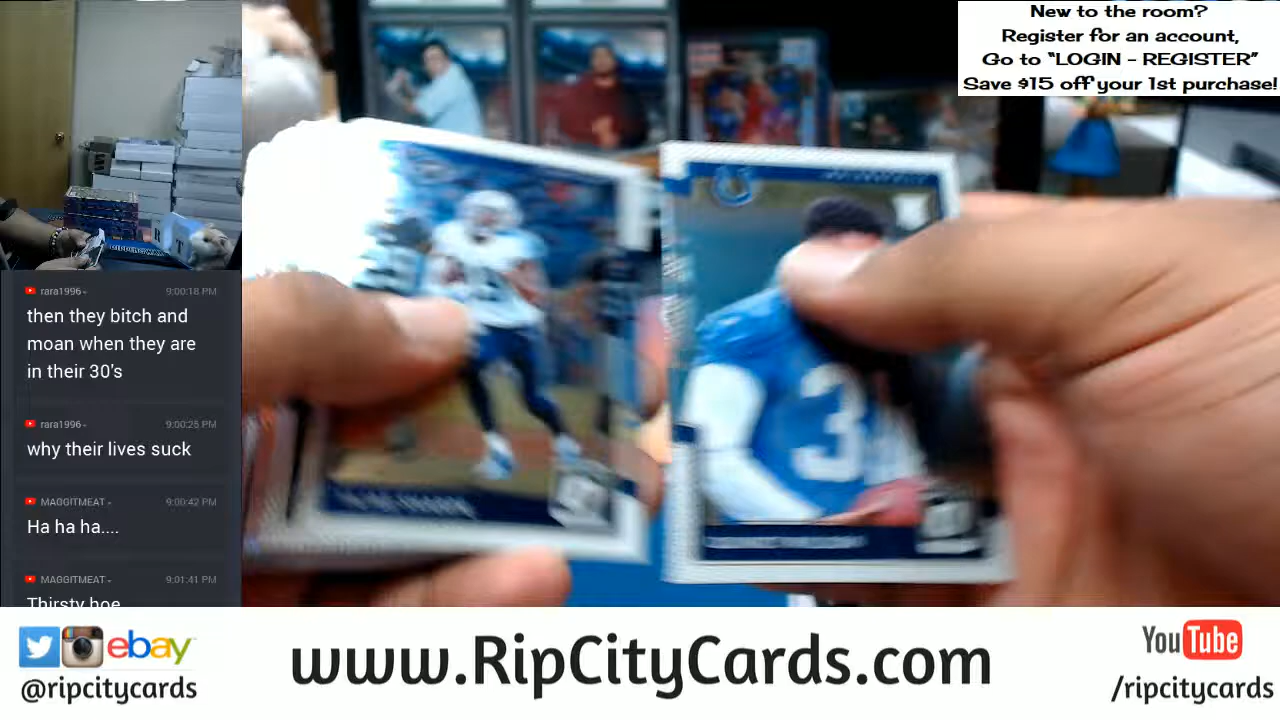 New to the room?
Register for an account,
Go to "LOGIN - REGISTER"
Save $15 off your 1st purchase!
rara1996
9:00:18 PM
then they bitch and
moan when they are
in their 30's
rara1996
9:00:25 PM
why their lives suck
MAGGITMEAT
9:00:42 PM
Ha ha ha....
MAGGITMEAT
9:01:41 PM
Thirsty hoe
ebay
@ripcitycards
www.RipCityCards.com
YouTube
/ripcitycards